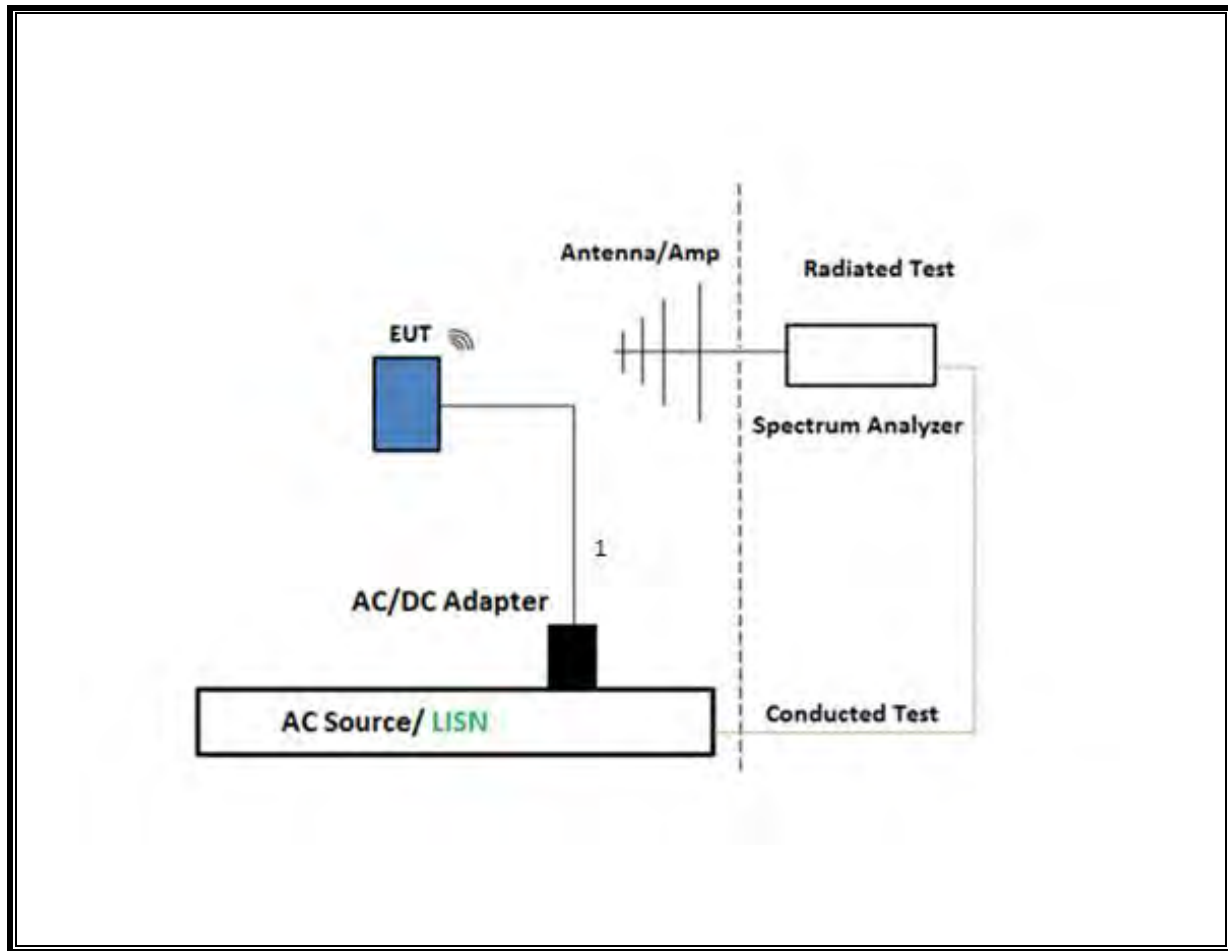 Antenna/Amp
Radiated Test
EUT
Spectrum Analyzer
1
AC/DC Adapter
AC Source/ LISN
Conducted Test